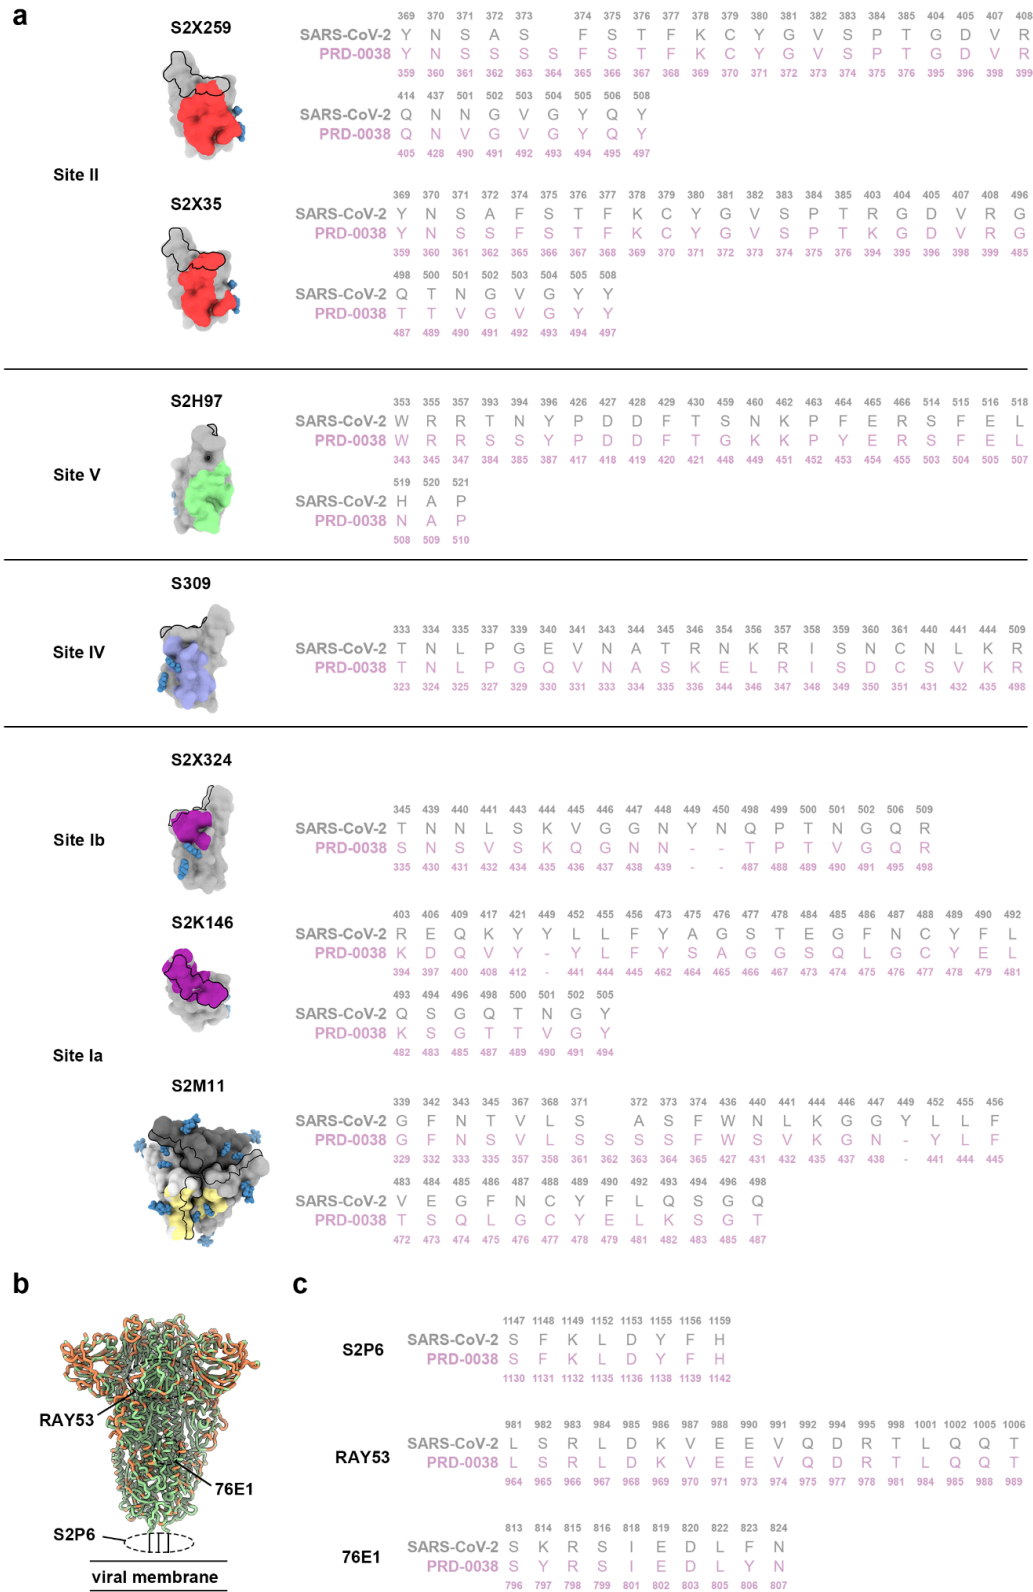 a
S2X259
369 370 371 372 373 374 375 376 377 378 379 380 381 382 383 384 385 404 405 407 408
SARS-CoV-2 Y N S A S F S T F K C Y G V S P T G D V R
PRD-0038 Y N S S S S F S T F K C Y G V S P T G D V R
359 360 361 362 363 364 365 366 367 368 369 370 371 372 373 374 375 376 395 396 398 399
414 437 501 502 503 504 505 506 508
SARS-CoV-2 Q N N G V G Y Q Y
PRD-0038 Q N V G V G Y Q Y
405 428 490 491 492 493 494 495 497
Site II
S2X35
369 370 371 372 374 375 376 377 378 379 380 381 382 383 384 385 403 404 405 407 408 496
SARS-CoV-2 Y N S A F S T F K C Y G V S P T R G D V R G
PRD-0038 Y N S S F S T F K C Y G V S P T K G D V R G
359 360 361 362 365 366 367 368 369 370 371 372 373 374 375 376 394 395 396 398 399 485
498 500 501 502 503 504 505 508
SARS-CoV-2 Q T N G V G Y Y
PRD-0038 T T V G V G Y Y
487 489 490 491 492 493 494 497
S2H97
353 355 357 393 394 396 426 427 428 429 430 459 460 462 463 464 465 466 514 515 516 518
SARS-CoV-2 W R R T N Y P D D F T S N K P F E R S F E L
PRD-0038 W R R S S Y P D D F T G K K P Y E R S F E L
343 345 347 384 385 387 417 418 419 420 421 448 449 451 452 453 454 455 503 504 505 507
Site V
519 520 521
SARS-CoV-2 H A P
PRD-0038 N A P
508 509 510
S309
333 334 335 337 339 340 341 343 344 345 346 354 356 357 358 359 360 361 440 441 444 509
Site IV
SARS-CoV-2 T N L P G E V N A T R N K R I S N C N L K R
PRD-0038 T N L P G Q V N A S K E L R I S D C S V K R
323 324 325 327 329 330 331 333 334 335 336 344 346 347 348 349 350 351 431 432 435 498
S2X324
345 439 440 441 443 444 445 446 447 448 449 450 498 499 500 501 502 506 509
Site Ib
SARS-CoV-2 T N N L S K V G G N Y N Q P T N G Q R
PRD-0038 S N S V S K Q G N N - - T P T V G Q R
335 430 431 432 434 435 436 437 438 439 - - 487 488 489 490 491 495 498
S2K146
403 406 409 417 421 449 452 455 456 473 475 476 477 478 484 485 486 487 488 489 490 492
SARS-CoV-2 R E Q K Y Y L L F Y A G S T E G F N C Y F L
PRD-0038 K D Q V Y - Y L F Y S A G G S Q L G C Y E L
394 397 400 408 412 - 441 444 445 462 464 465 466 467 473 474 475 476 477 478 479 481
493 494 496 498 500 501 502 505
SARS-CoV-2 Q S G Q T N G Y
PRD-0038 K S G T T V G Y
482 483 485 487 489 490 491 494
Site Ia
S2M11
339 342 343 345 367 368 371 372 373 374 436 440 441 444 446 447 449 452 455 456
SARS-CoV-2 G F N T V L S A S F W N L K G G Y L L F
PRD-0038 G F N S V L S S S S F W S V K G N - Y L F
329 332 333 335 357 358 361 362 363 364 365 427 431 432 435 437 438 - 441 444 445
483 484 485 486 487 488 489 490 492 493 494 496 498
SARS-CoV-2 V E G F N C Y F L Q S G Q
PRD-0038 T S Q L G C Y E L K S G T
472 473 474 475 476 477 478 479 481 482 483 485 487
b
RAY53
76E1
S2P6
viral membrane
c
S2P6
1147 1148 1149 1152 1153 1155 1156 1159
SARS-CoV-2 S F K L D Y F H
PRD-0038 S F K L D Y F H
1130 1131 1132 1135 1136 1138 1139 1142
RAY53
981 982 983 984 985 986 987 988 990 991 992 994 995 998 1001 1002 1005 1006
SARS-CoV-2 L S R L D K V E E V Q D R T L Q Q T
PRD-0038 L S R L D K V E E V Q D R T L Q Q T
964 965 966 967 968 969 970 971 973 974 975 977 978 981 984 985 988 989
76E1
813 814 815 816 818 819 820 822 823 824
SARS-CoV-2 S K R S I E D L F N
PRD-0038 S Y R S I E D L Y N
796 797 798 799 801 802 803 805 806 807